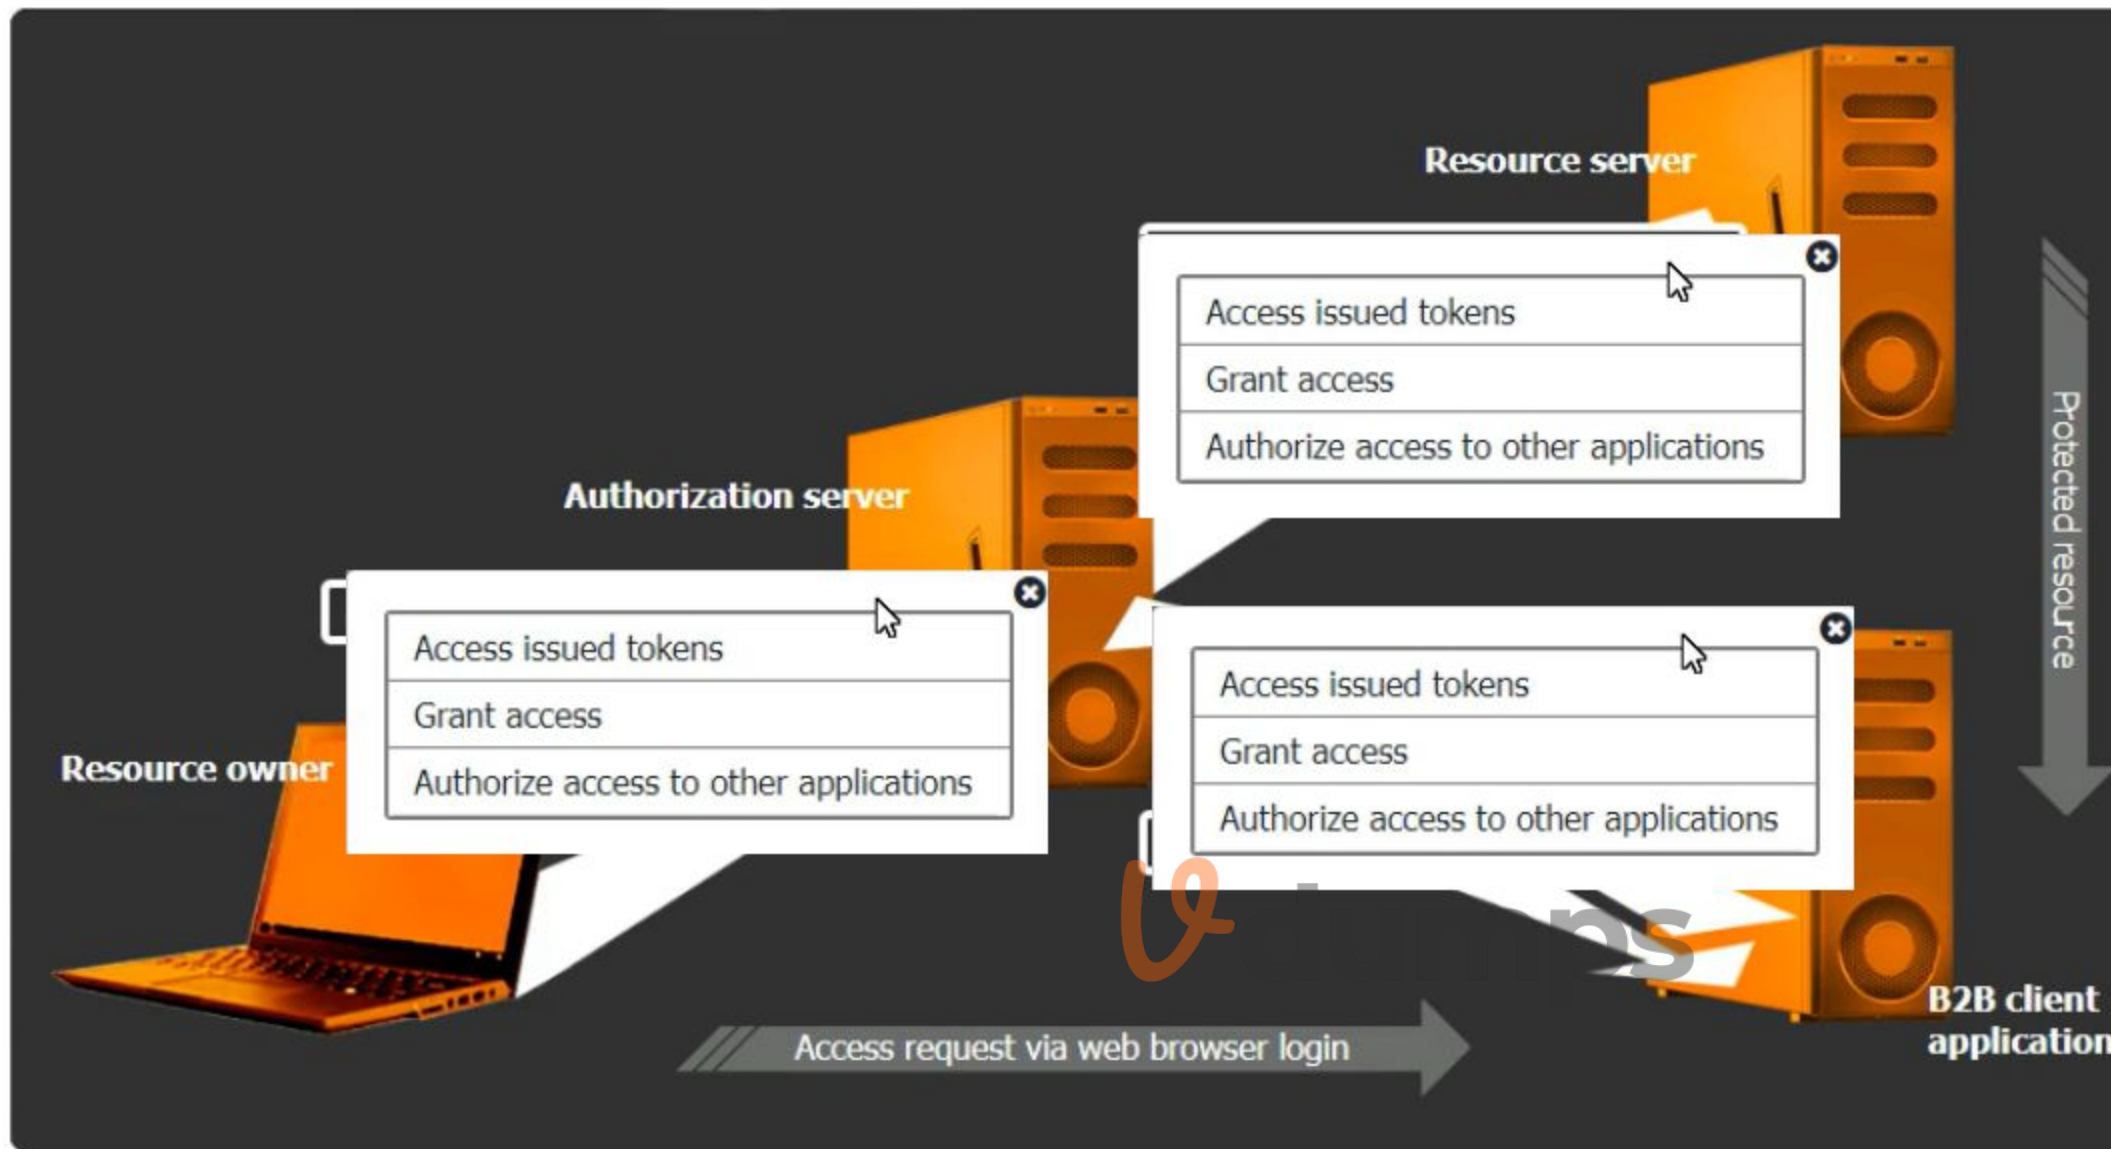 Resource server
Access issued tokens
Grant access
Authorize access to other applications
Authorization server
Access issued tokens
Grant access
Authorize access to other applications
Resource owner
Access issued tokens
Grant access
Authorize access to other applications
Protected resource
dumps
B2B client
application
Access request via web browser login